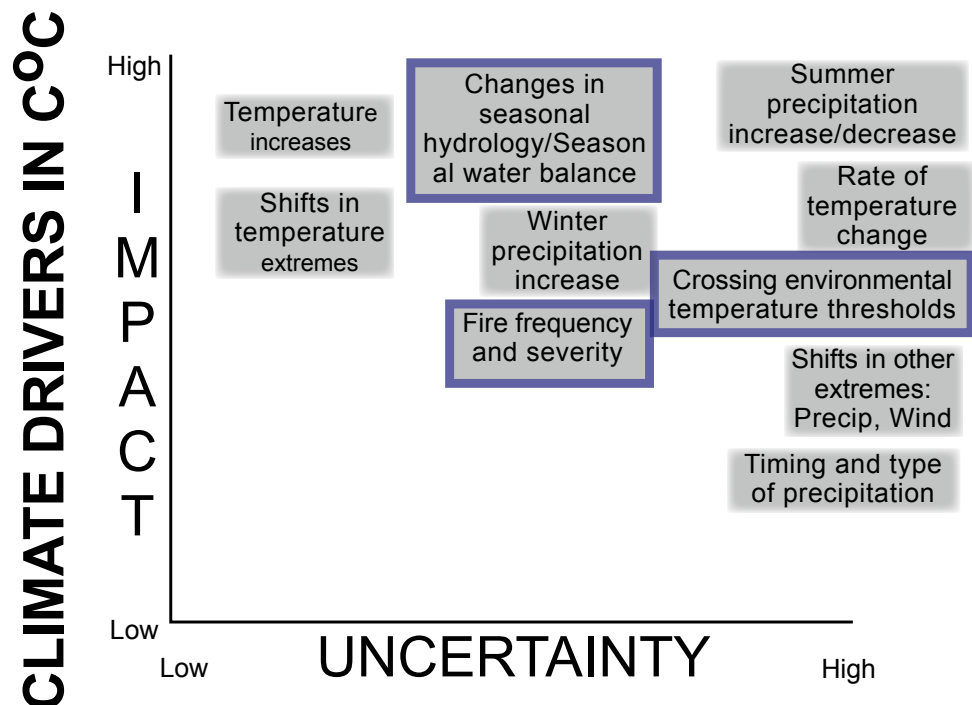 CLIMATE DRIVERS IN CºC
High
IMPACT
Low
Temperature
increases
Changes in
seasonal
hydrology/Season
al water balance
Summer
precipitation
increase/decrease
Shifts in
temperature
extremes
Winter
precipitation
increase
Rate of
temperature
change
Crossing environmental
temperature thresholds
Fire frequency
and severity
Shifts in other
extremes:
Precip, Wind
Timing and type
of precipitation
Low
UNCERTAINTY
High